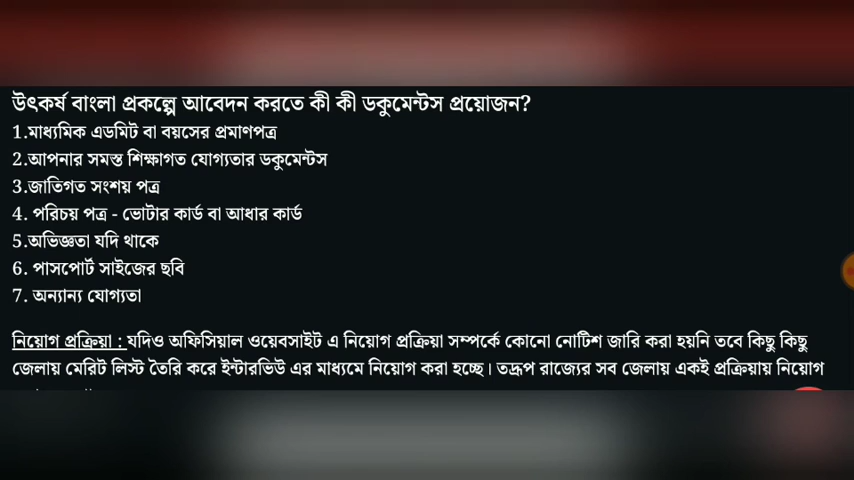 উৎকর্ষ বাংলা প্রকল্পে আবেদন করতে কী কী ডকুমেন্টস প্রয়োজন?
1.মাধ্যমিক এডমিট বা বয়সের প্রমাণপত্র
2.আপনার সমস্ত শিক্ষাগত যোগ্যতার ডকুমেন্টস
3.জাতিগত সংশয় পত্র
4. পরিচয় পত্র - ভোটার কার্ড বা আধার কার্ড
5.অভিজ্ঞতা যদি থাকে
6. পাসপোর্ট সাইজের ছবি
7. অন্যান্য যোগ্যতা
নিয়োগ প্রক্রিয়া : যদিও অফিসিয়াল ওয়েবসাইট এ নিয়োগ প্রক্রিয়া সম্পর্কে কোনো নোটিশ জারি করা হয়নি তবে কিছু কিছু
জেলায় মেরিট লিস্ট তৈরি করে ইন্টারভিউ এর মাধ্যমে নিয়োগ করা হচ্ছে। তদ্রূপ রাজ্যের সব জেলায় একই প্রক্রিয়ায় নিয়োগ